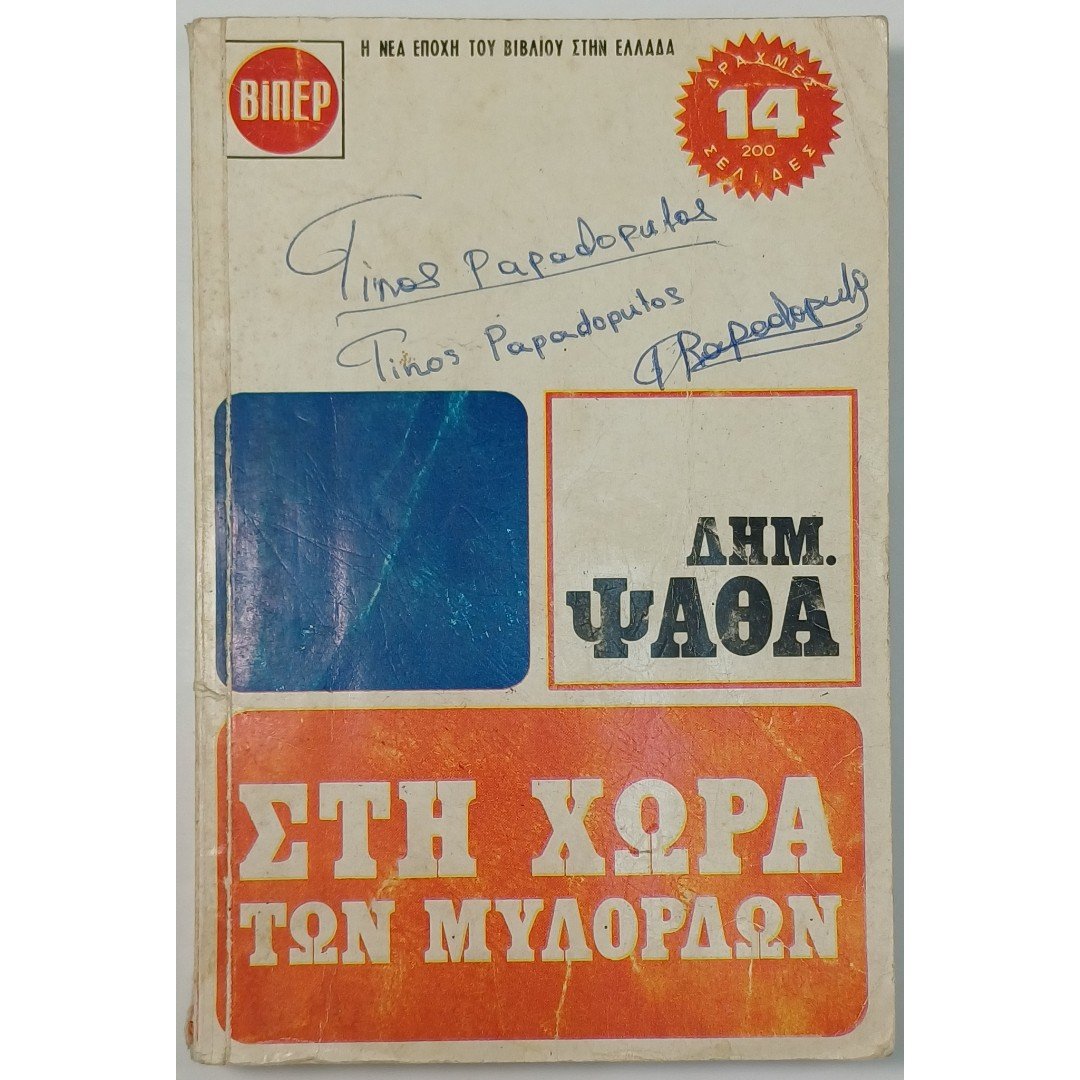 Η ΝΕΑ ΕΠΟΧΗ ΤΟΥ ΒΙΒΛΙΟΥ ΣΤΗΝ ΕΛΛΑΔΑ
ΒίΠΕΡ
ΔΡΑΧΜΕΣ
14
200
ΣΕΛΙΔΕΣ
Tinos Papadopulos
Tinos Papadopulos
ΔΗΜ.
ΨΑΘΑ
ΣΤΗ ΧΩΡΑ
ΤΩΝ ΜΥΛΟΡΔΩΝ